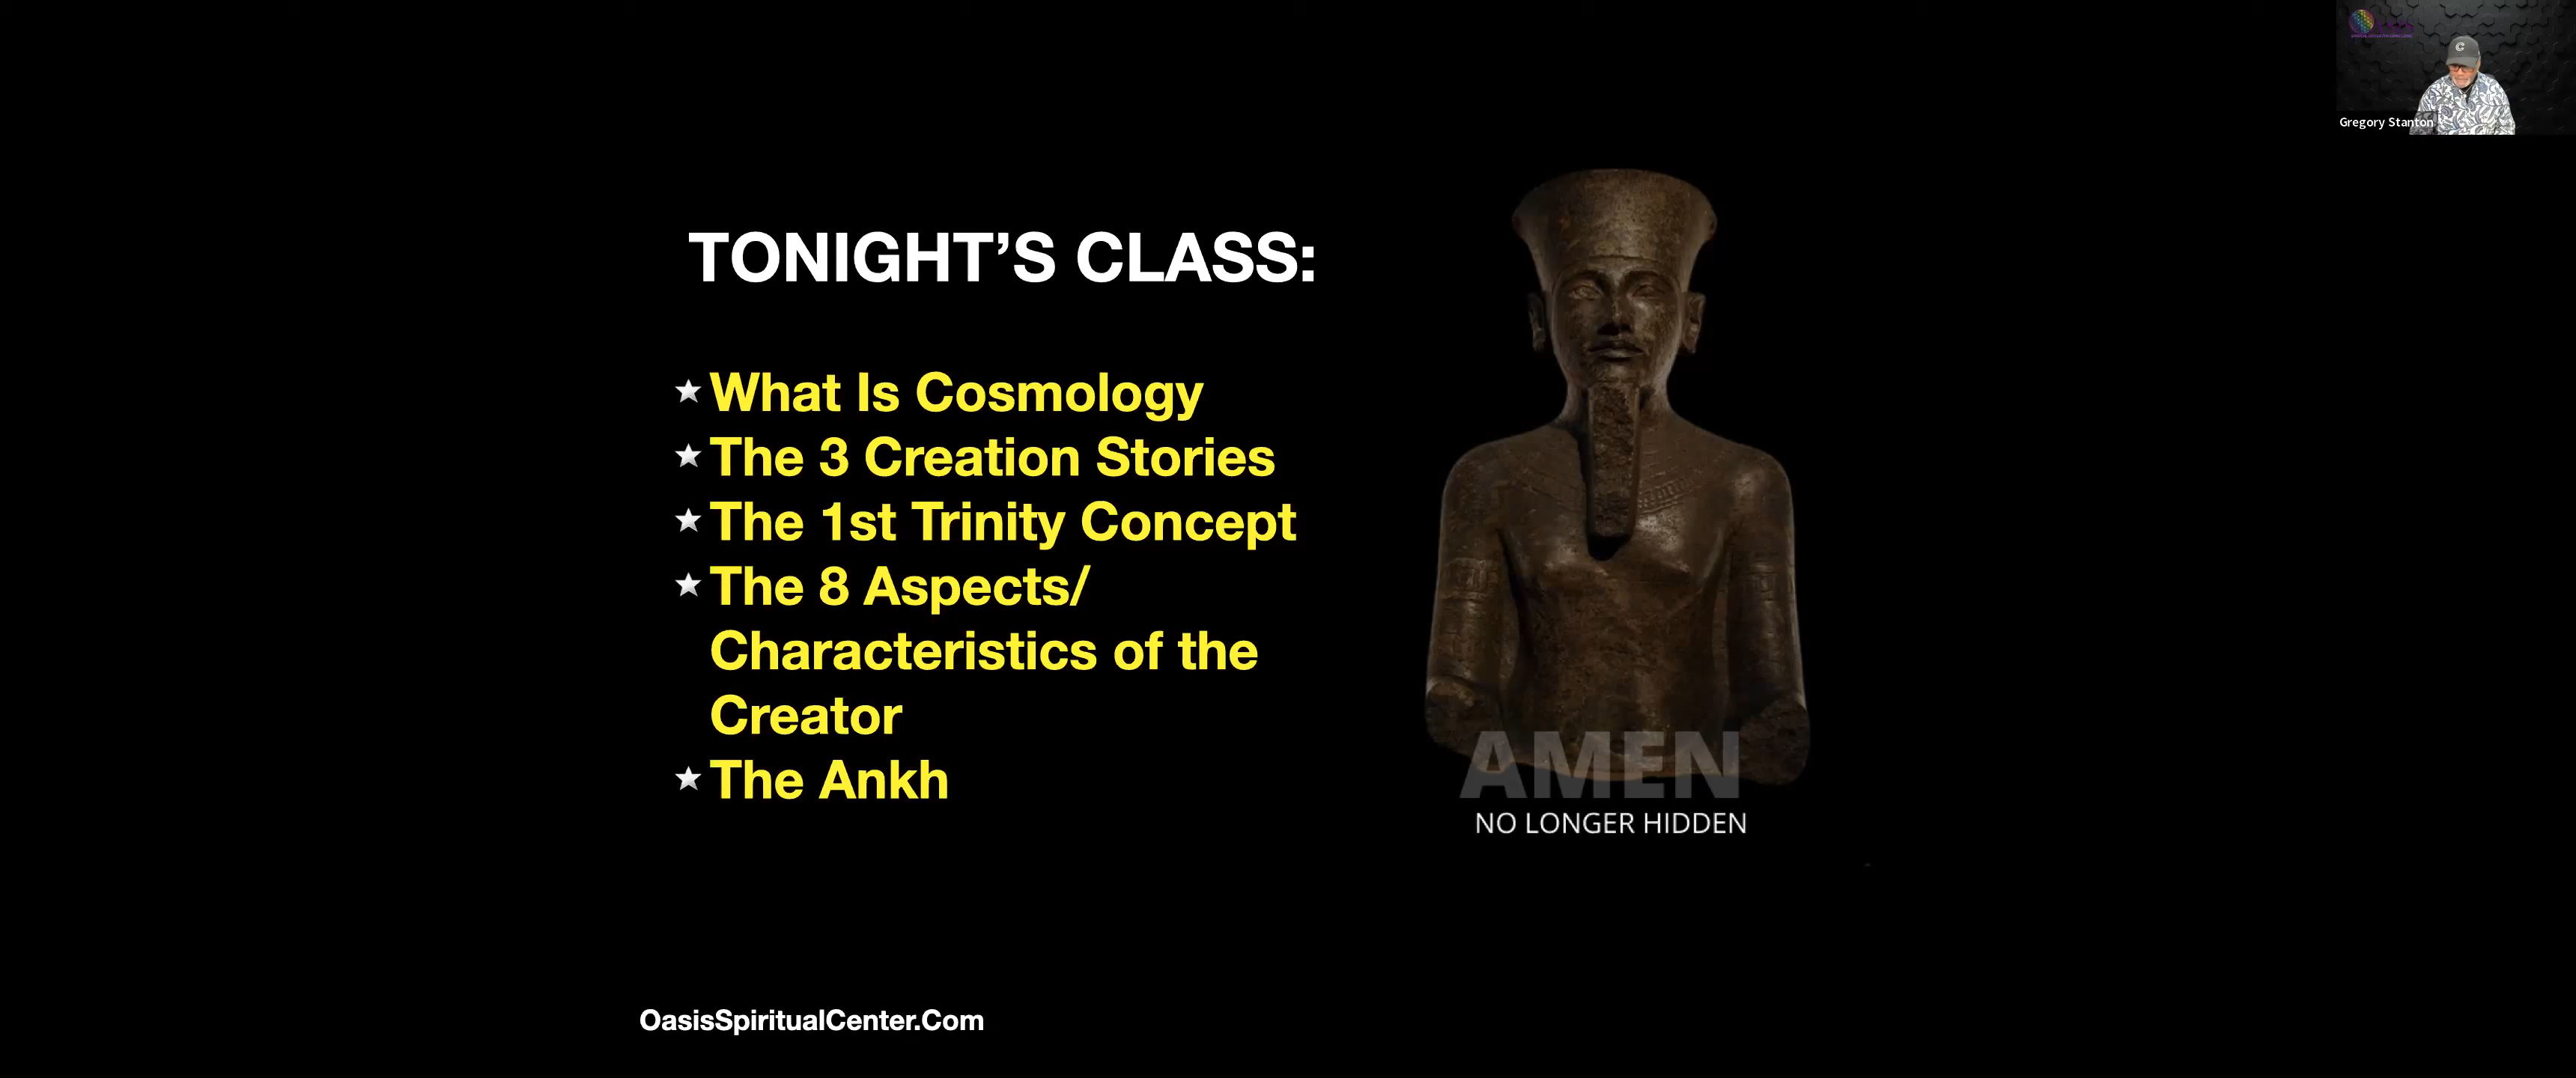 TONIGHT’S CLASS:
What Is Cosmology
The 3 Creation Stories
The 1st Trinity Concept
The 8 Aspects/
Characteristics of the
Creator
The Ankh
AMEN
NO LONGER HIDDEN
OasisSpiritualCenter.Com
C
Gregory Stanton